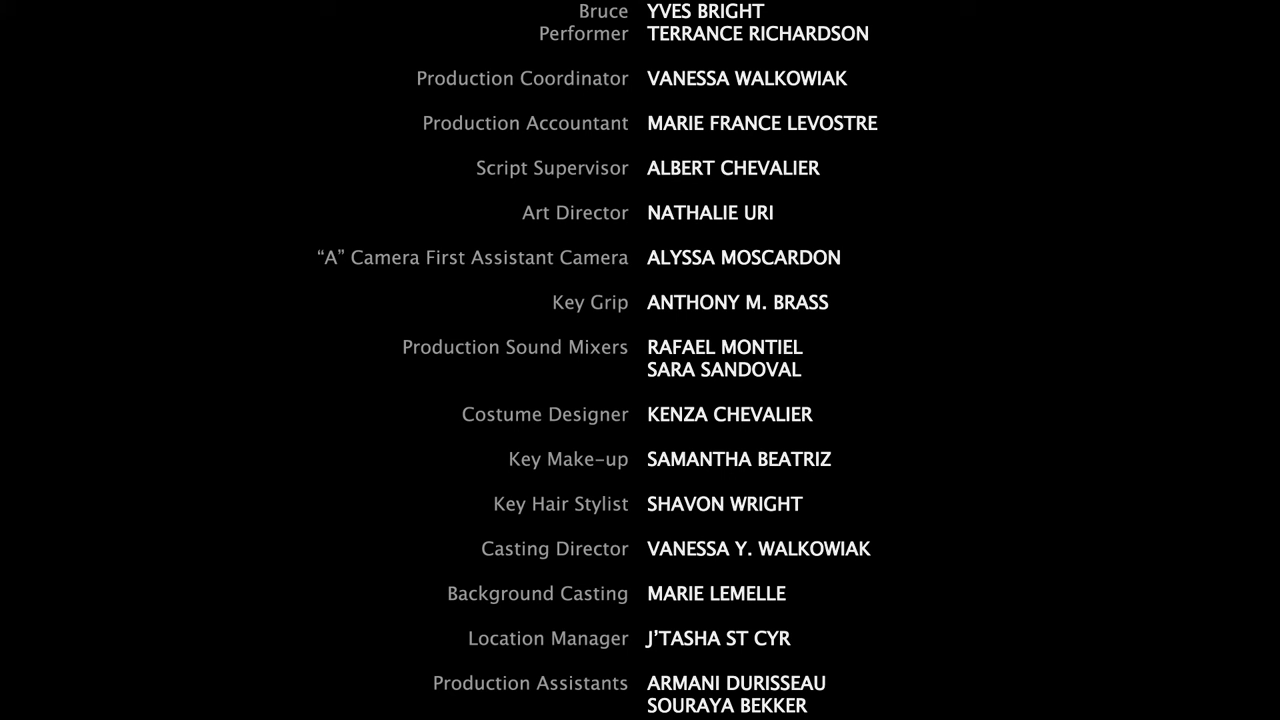 Bruce YVES BRIGHT
Performer TERRANCE RICHARDSON
Production Coordinator VANESSA WALKOWIAK
Production Accountant MARIE FRANCE LEVOSTRE
Script Supervisor ALBERT CHEVALIER
Art Director NATHALIE URI
“A” Camera First Assistant Camera ALYSSA MOSCARDON
Key Grip ANTHONY M. BRASS
Production Sound Mixers RAFAEL MONTIEL
SARA SANDOVAL
Costume Designer KENZA CHEVALIER
Key Make-up SAMANTHA BEATRIZ
Key Hair Stylist SHAVON WRIGHT
Casting Director VANESSA Y. WALKOWIAK
Background Casting MARIE LEMELLE
Location Manager J’TASHA ST CYR
Production Assistants ARMANI DURISSEAU
SOURAYA BEKKER